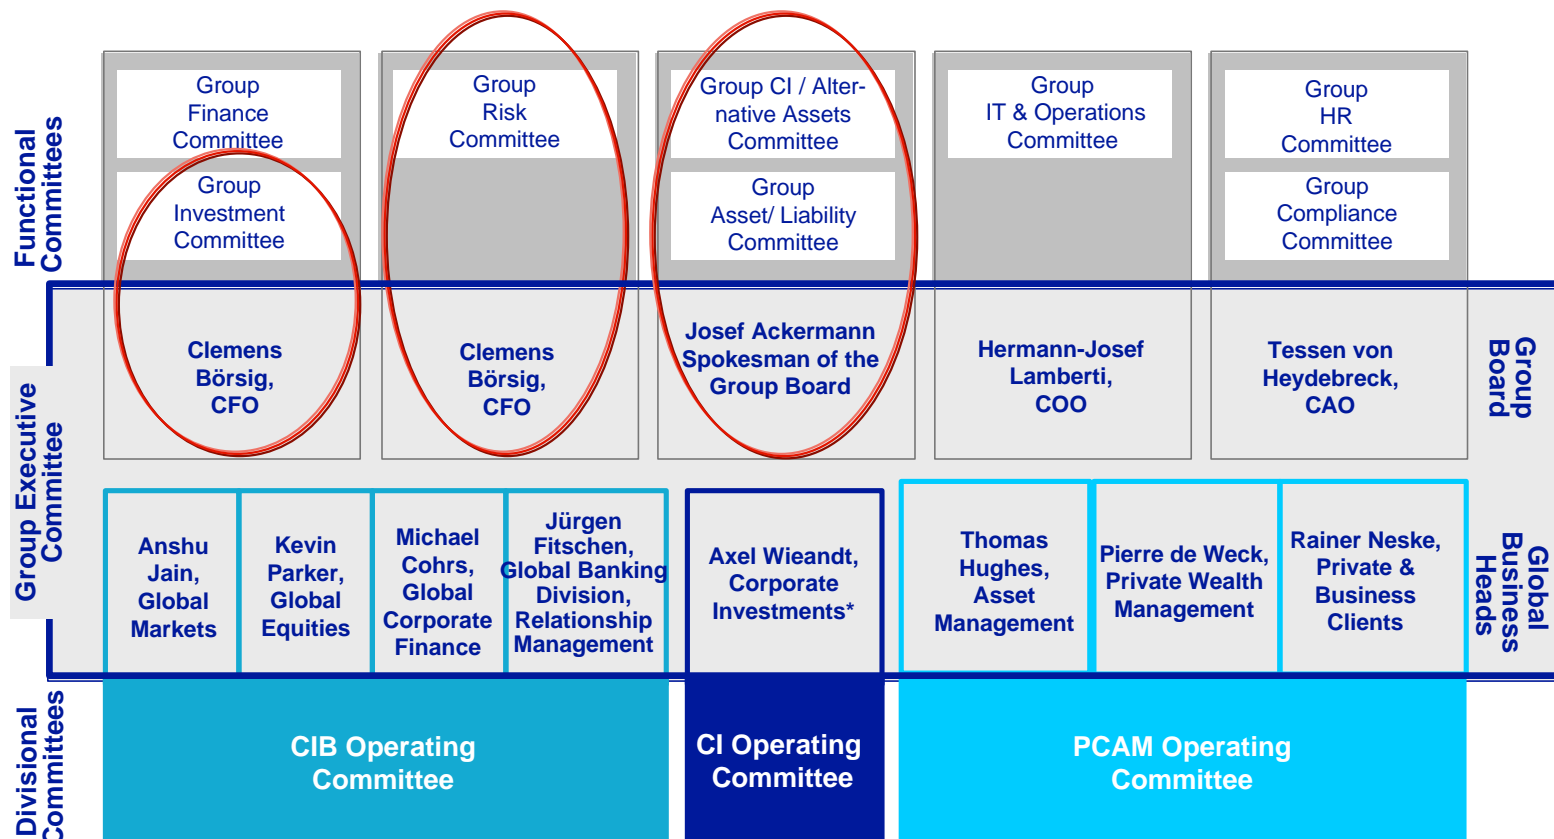 Functional
Committees
Group
Finance
Committee
Group
Investment
Committee
Group
Risk
Committee
Group CI / Alter-
native Assets
Committee
Group
Asset/ Liability
Committee
Group
IT & Operations
Committee
Group
HR
Committee
Group
Compliance
Committee
Group Executive
Committee
Clemens
Börsig,
CFO
Clemens
Börsig,
CFO
Josef Ackermann
Spokesman of the
Group Board
Hermann-Josef
Lamberti,
COO
Tessen von
Heydebreck,
CAO
Group
Board
Anshu
Jain,
Global
Markets
Kevin
Parker,
Global
Equities
Michael
Cohrs,
Global
Corporate
Finance
Jürgen
Fitschen,
Global Banking
Division,
Relationship
Management
Axel Wieandt,
Corporate
Investments*
Thomas
Hughes,
Asset
Management
Pierre de Weck,
Private Wealth
Management
Rainer Neske,
Private &
Business
Clients
Global
Business
Heads
Divisional
Committees
CIB Operating
Committee
CI Operating
Committee
PCAM Operating
Committee